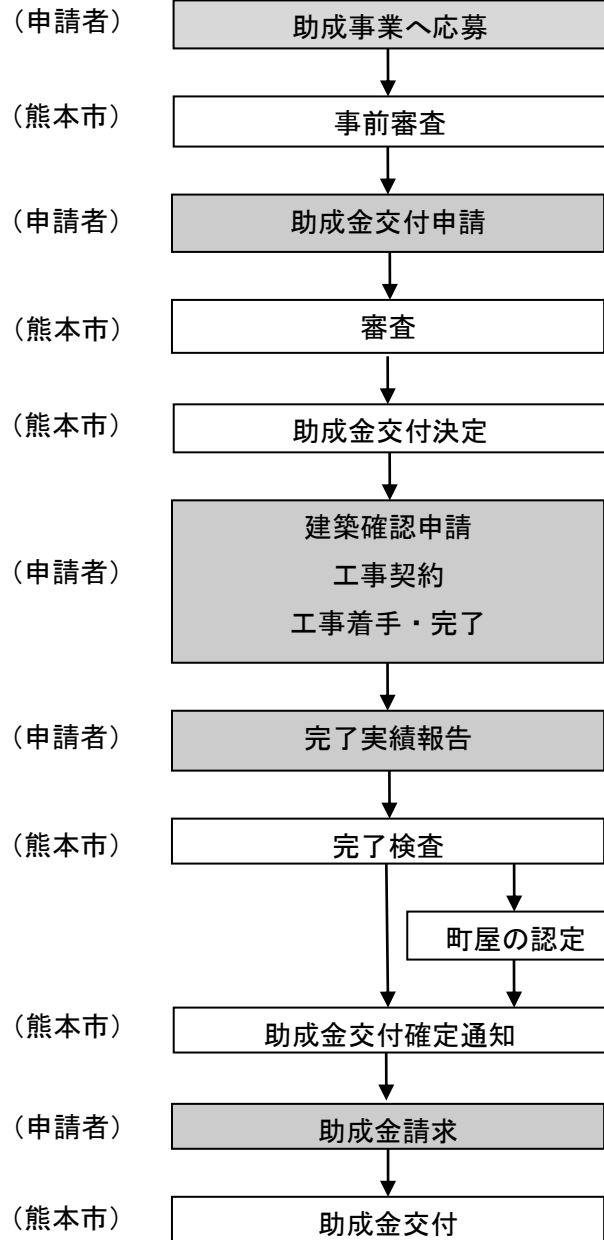 （申請者） 助成事業へ応募
（熊本市） 事前審査
（申請者） 助成金交付申請
（熊本市） 審査
（熊本市） 助成金交付決定
建築確認申請
（申請者） 工事契約
工事着手・完了
（申請者） 完了実績報告
（熊本市） 完了検査
町屋の認定
（熊本市） 助成金交付確定通知
（申請者） 助成金請求
（熊本市） 助成金交付